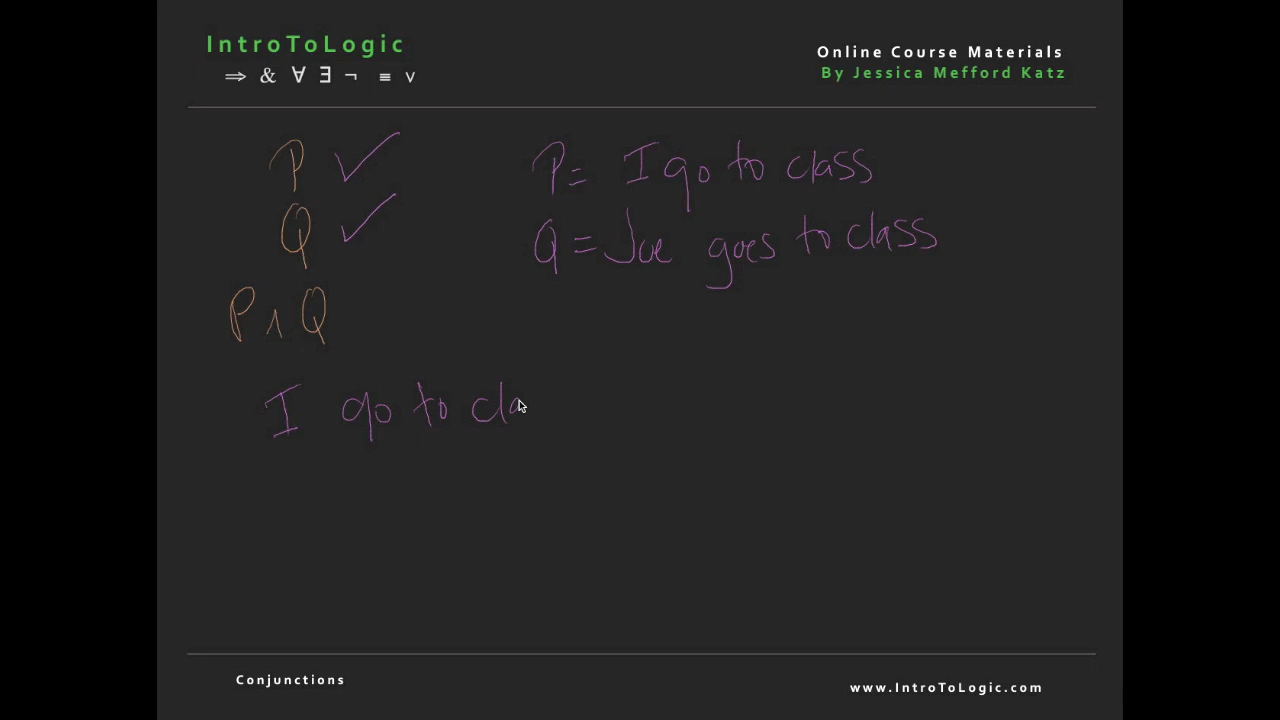 IntroToLogic
⇒ & ∀ ∃ ¬ ≡ ∨
Online Course Materials
By Jessica Mefford Katz
P ✓
Q ✓
P ∧ Q
P = I go to class
Q = Joe goes to class
I go to cla
Conjunctions
www.IntroToLogic.com